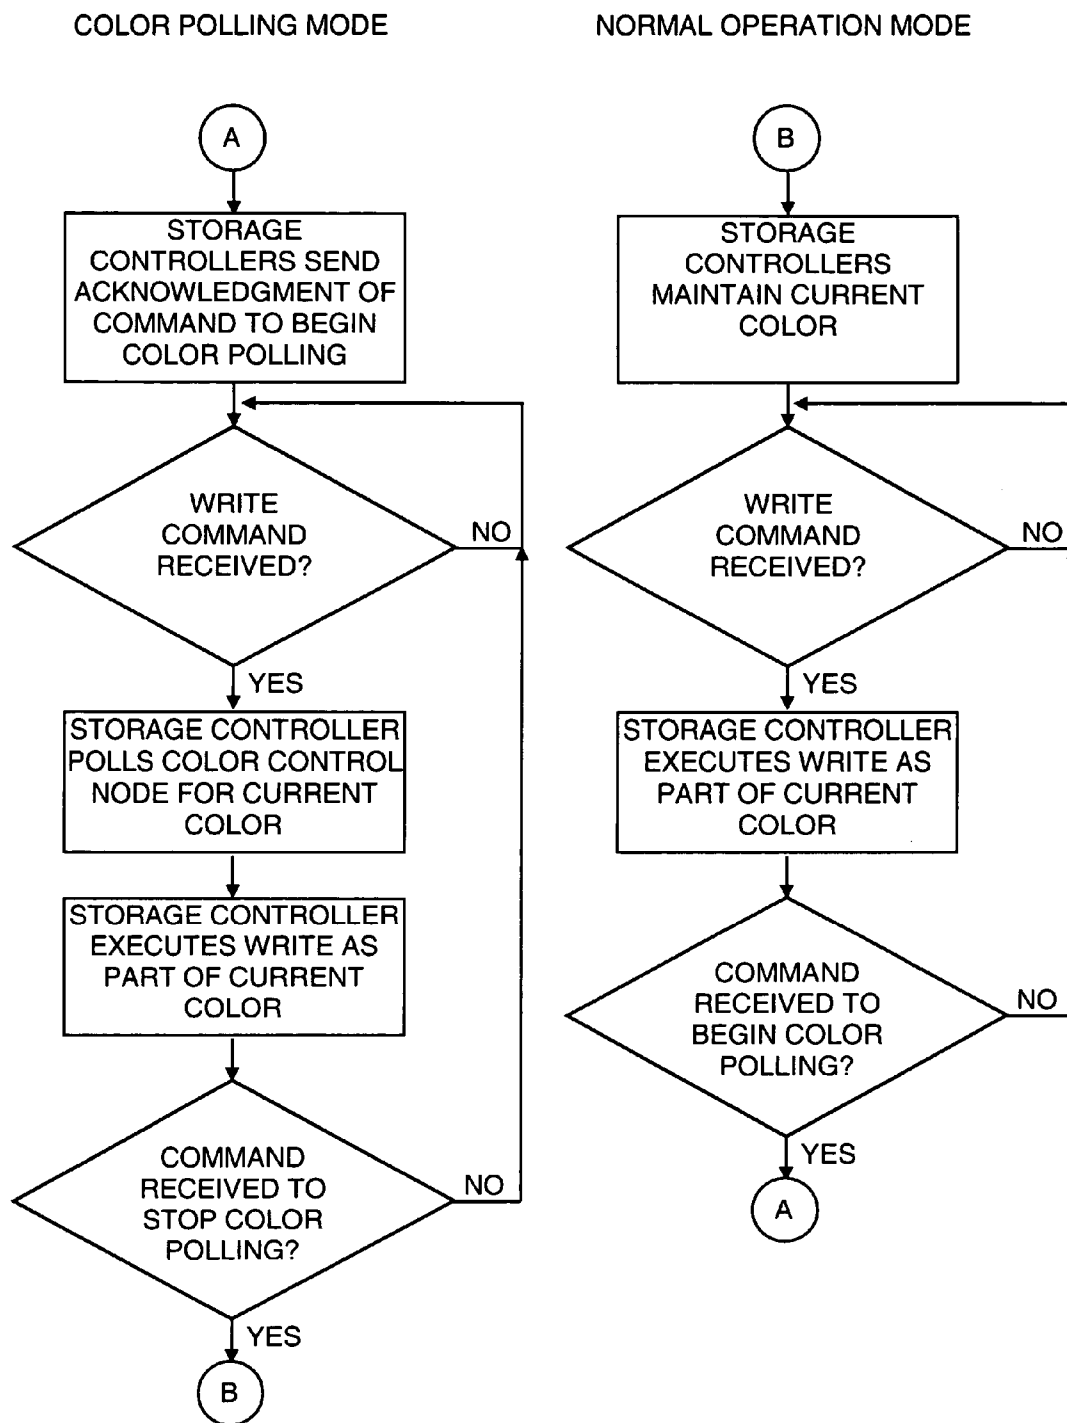 COLOR POLLING MODE
A
STORAGE
CONTROLLERS SEND
ACKNOWLEDGMENT OF
COMMAND TO BEGIN
COLOR POLLING
WRITE
COMMAND
RECEIVED?
NO
YES
STORAGE CONTROLLER
POLLS COLOR CONTROL
NODE FOR CURRENT
COLOR
STORAGE CONTROLLER
EXECUTES WRITE AS
PART OF CURRENT
COLOR
COMMAND
RECEIVED TO
STOP COLOR
POLLING?
NO
YES
B
NORMAL OPERATION MODE
B
STORAGE
CONTROLLERS
MAINTAIN CURRENT
COLOR
WRITE
COMMAND
RECEIVED?
NO
YES
STORAGE CONTROLLER
EXECUTES WRITE AS
PART OF CURRENT
COLOR
COMMAND
RECEIVED TO
BEGIN COLOR
POLLING?
NO
YES
A